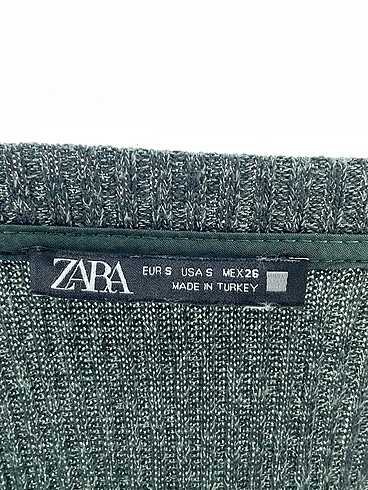 ZARA
EUR S USA S MEX 26
MADE IN TURKEY